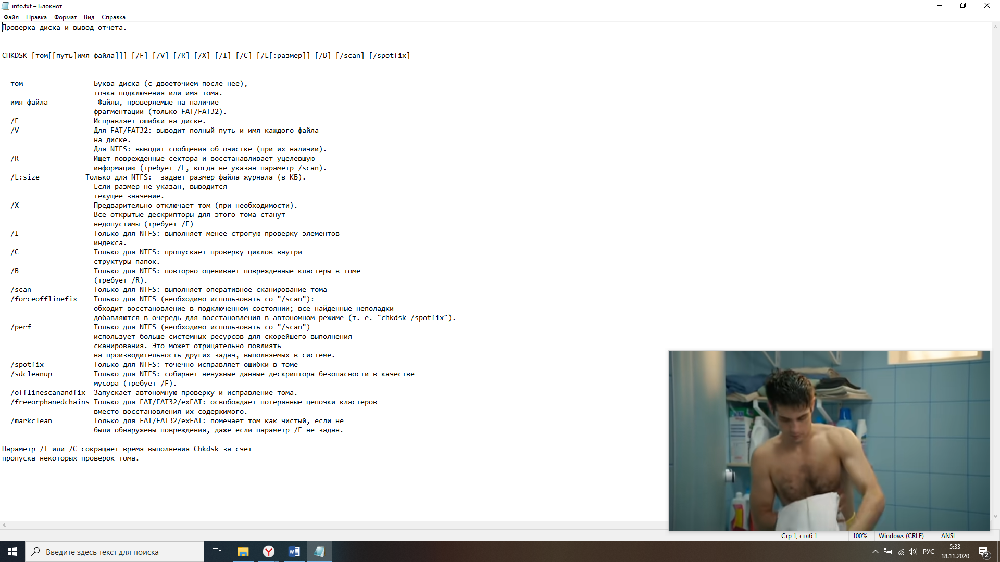 info.txt – Блокнот
Файл Правка Формат Вид Справка
Проверка диска и вывод отчета.
CHKDSK [том[[путь]имя_файла]]] [/F] [/V] [/R] [/X] [/I] [/C] [/L[:размер]] [/B] [/scan] [/spotfix]
том Буква диска (с двоеточием после нее),
точка подключения или имя тома.
имя_файла Файлы, проверяемые на наличие
фрагментации (только FAT/FAT32).
/F Исправляет ошибки на диске.
/V Для FAT/FAT32: выводит полный путь и имя каждого файла
на диске.
Для NTFS: выводит сообщения об очистке (при их наличии).
/R Ищет поврежденные сектора и восстанавливает уцелевшую
информацию (требует /F, когда не указан параметр /scan).
/L:size Только для NTFS:  задает размер файла журнала (в КБ).
Если размер не указан, выводится
текущее значение.
/X Предварительно отключает том (при необходимости).
Все открытые дескрипторы для этого тома станут
недопустимы (требует /F)
/I Только для NTFS: выполняет менее строгую проверку элементов
индекса.
/C Только для NTFS: пропускает проверку циклов внутри
структуры папок.
/B Только для NTFS: повторно оценивает поврежденные кластеры в томе
(требует /R).
/scan Только для NTFS: выполняет оперативное сканирование тома
/forceofflinefix Только для NTFS (необходимо использовать со "/scan"):
обходит восстановление в подключенном состоянии; все найденные неполадки
добавляются в очередь для восстановления в автономном режиме (т. е. "chkdsk /spotfix").
/perf Только для NTFS (необходимо использовать со "/scan")
использует больше системных ресурсов для скорейшего выполнения
сканирования. Это может отрицательно повлиять
на производительность других задач, выполняемых в системе.
/spotfix Только для NTFS: точечно исправляет ошибки в томе
/sdcleanup Только для NTFS: собирает ненужные данные дескриптора безопасности в качестве
мусора (требует /F).
/offlinescanandfix Запускает автономную проверку и исправление тома.
/freeorphanedchains Только для FAT/FAT32/exFAT: освобождает потерянные цепочки кластеров
вместо восстановления их содержимого.
/markclean Только для FAT/FAT32/exFAT: помечает том как чистый, если не
были обнаружены повреждения, даже если параметр /F не задан.
Параметр /I или /C сокращает время выполнения Chkdsk за счет
пропуска некоторых проверок тома.
Стр 1, стлб 1 100% Windows (CRLF) ANSI
Введите здесь текст для поиска
РУС
5:33
18.11.2020
2